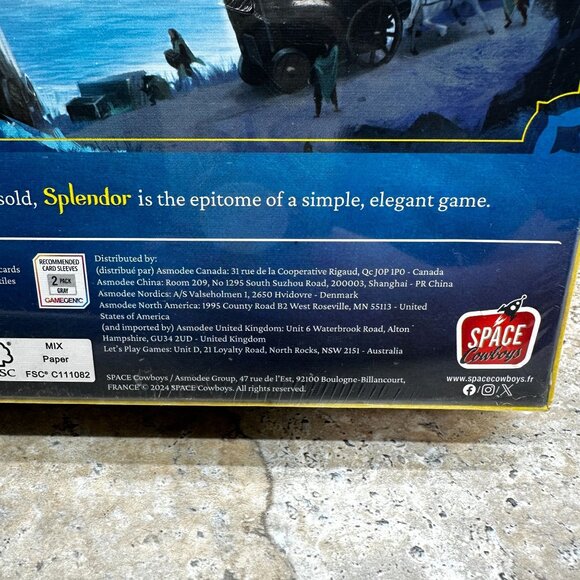 sold, Splendor is the epitome of a simple, elegant game.
cards
tiles
RECOMMENDED
CARD SLEEVES
2 PACK
GRAY
GAMEGENIC
Distributed by:
(distribué par) Asmodee Canada: 31 rue de la Cooperative Rigaud, Qc J0P 1P0 - Canada
Asmodee China: Room 209, No 1295 South Suzhou Road, 200003, Shanghai - PR China
Asmodee Nordics: A/S Valseholmen 1, 2650 Hvidovre - Denmark
Asmodee North America: 1995 County Road B2 West Roseville, MN 55113 - United
States of America
(and imported by) Asmodee United Kingdom: Unit 6 Waterbrook Road, Alton
Hampshire, GU34 2UD - United Kingdom
Let's Play Games: Unit D, 21 Loyalty Road, North Rocks, NSW 2151 - Australia
SPACE Cowboys / Asmodee Group, 47 rue de l'Est, 92100 Boulogne-Billancourt,
FRANCE © 2024 SPACE Cowboys. All rights reserved.
MIX
Paper
FSC® C111082
SC
SPACE
Cowboys
www.spacecowboys.fr